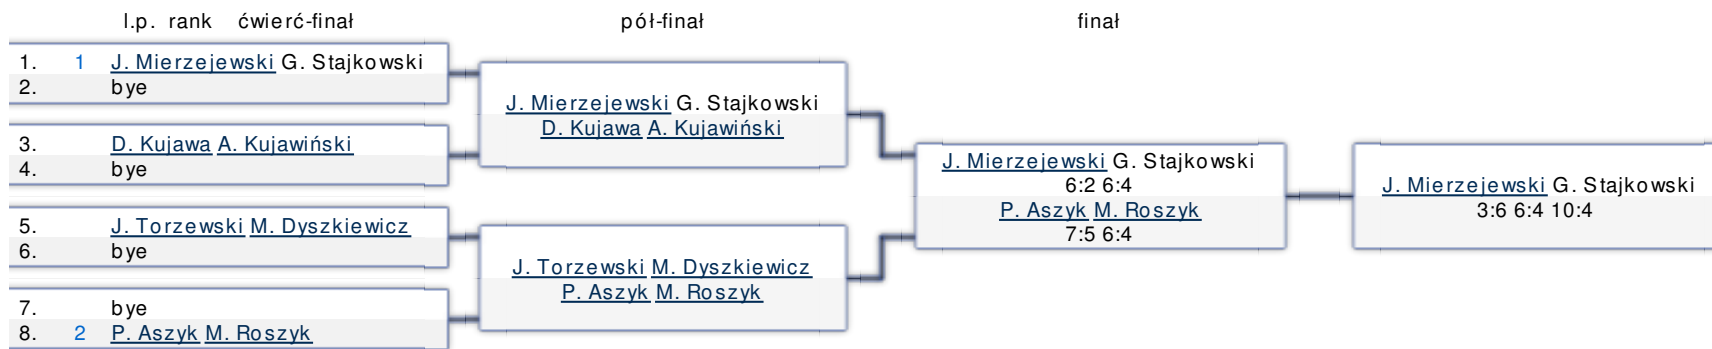 l.p. rank ćwierć-finał pół-finał finał
1. 1 J. Mierzejewski G. Stajkowski
2. bye
3. D. Kujawa A. Kujawiński
4. bye
5. J. Torzewski M. Dyszkiewicz
6. bye
7. bye
8. 2 P. Aszyk M. Roszyk
J. Mierzejewski G. Stajkowski
D. Kujawa A. Kujawiński
J. Torzewski M. Dyszkiewicz
P. Aszyk M. Roszyk
J. Mierzejewski G. Stajkowski
6:2 6:4
P. Aszyk M. Roszyk
7:5 6:4
J. Mierzejewski G. Stajkowski
3:6 6:4 10:4